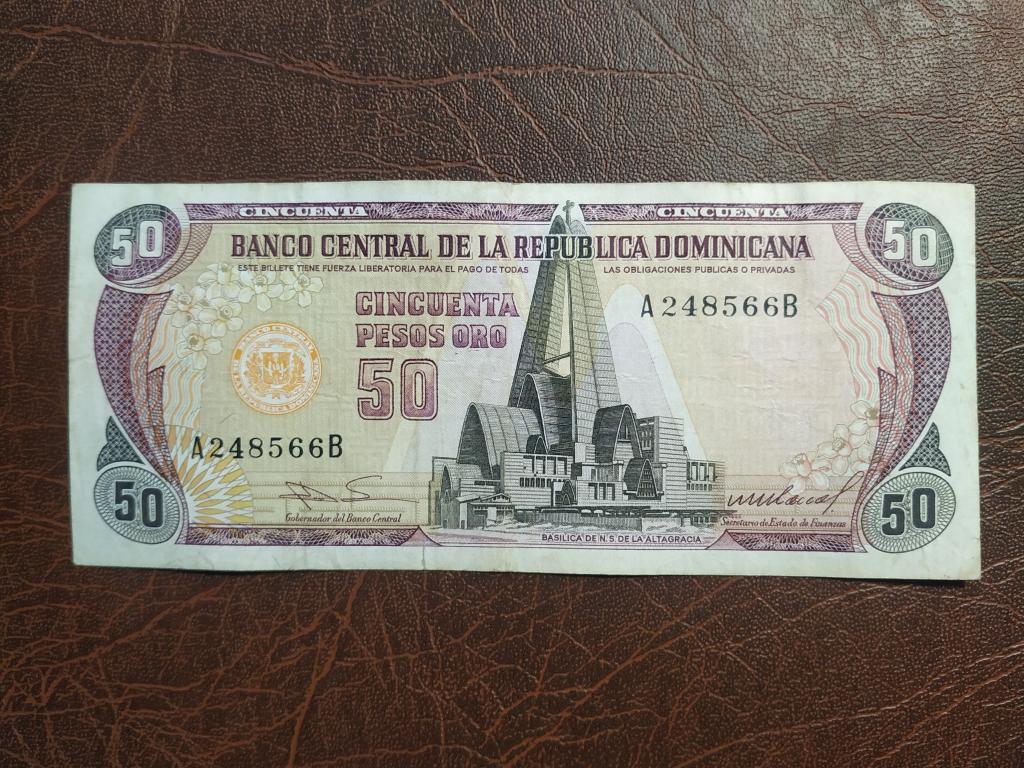 CINCUENTA CINCUENTA
50 50
BANCO CENTRAL DE LA REPUBLICA DOMINICANA
ESTE BILLETE TIENE FUERZA LIBERATORIA PARA EL PAGO DE TODAS LAS OBLIGACIONES PUBLICAS O PRIVADAS
CINCUENTA
PESOS ORO
50
A248566B
BANCO CENTRAL
A248566B
50 50
Gobernador del Banco Central
Secretario de Estado de Finanzas
BASILICA DE N.S. DE LA ALTAGRACIA